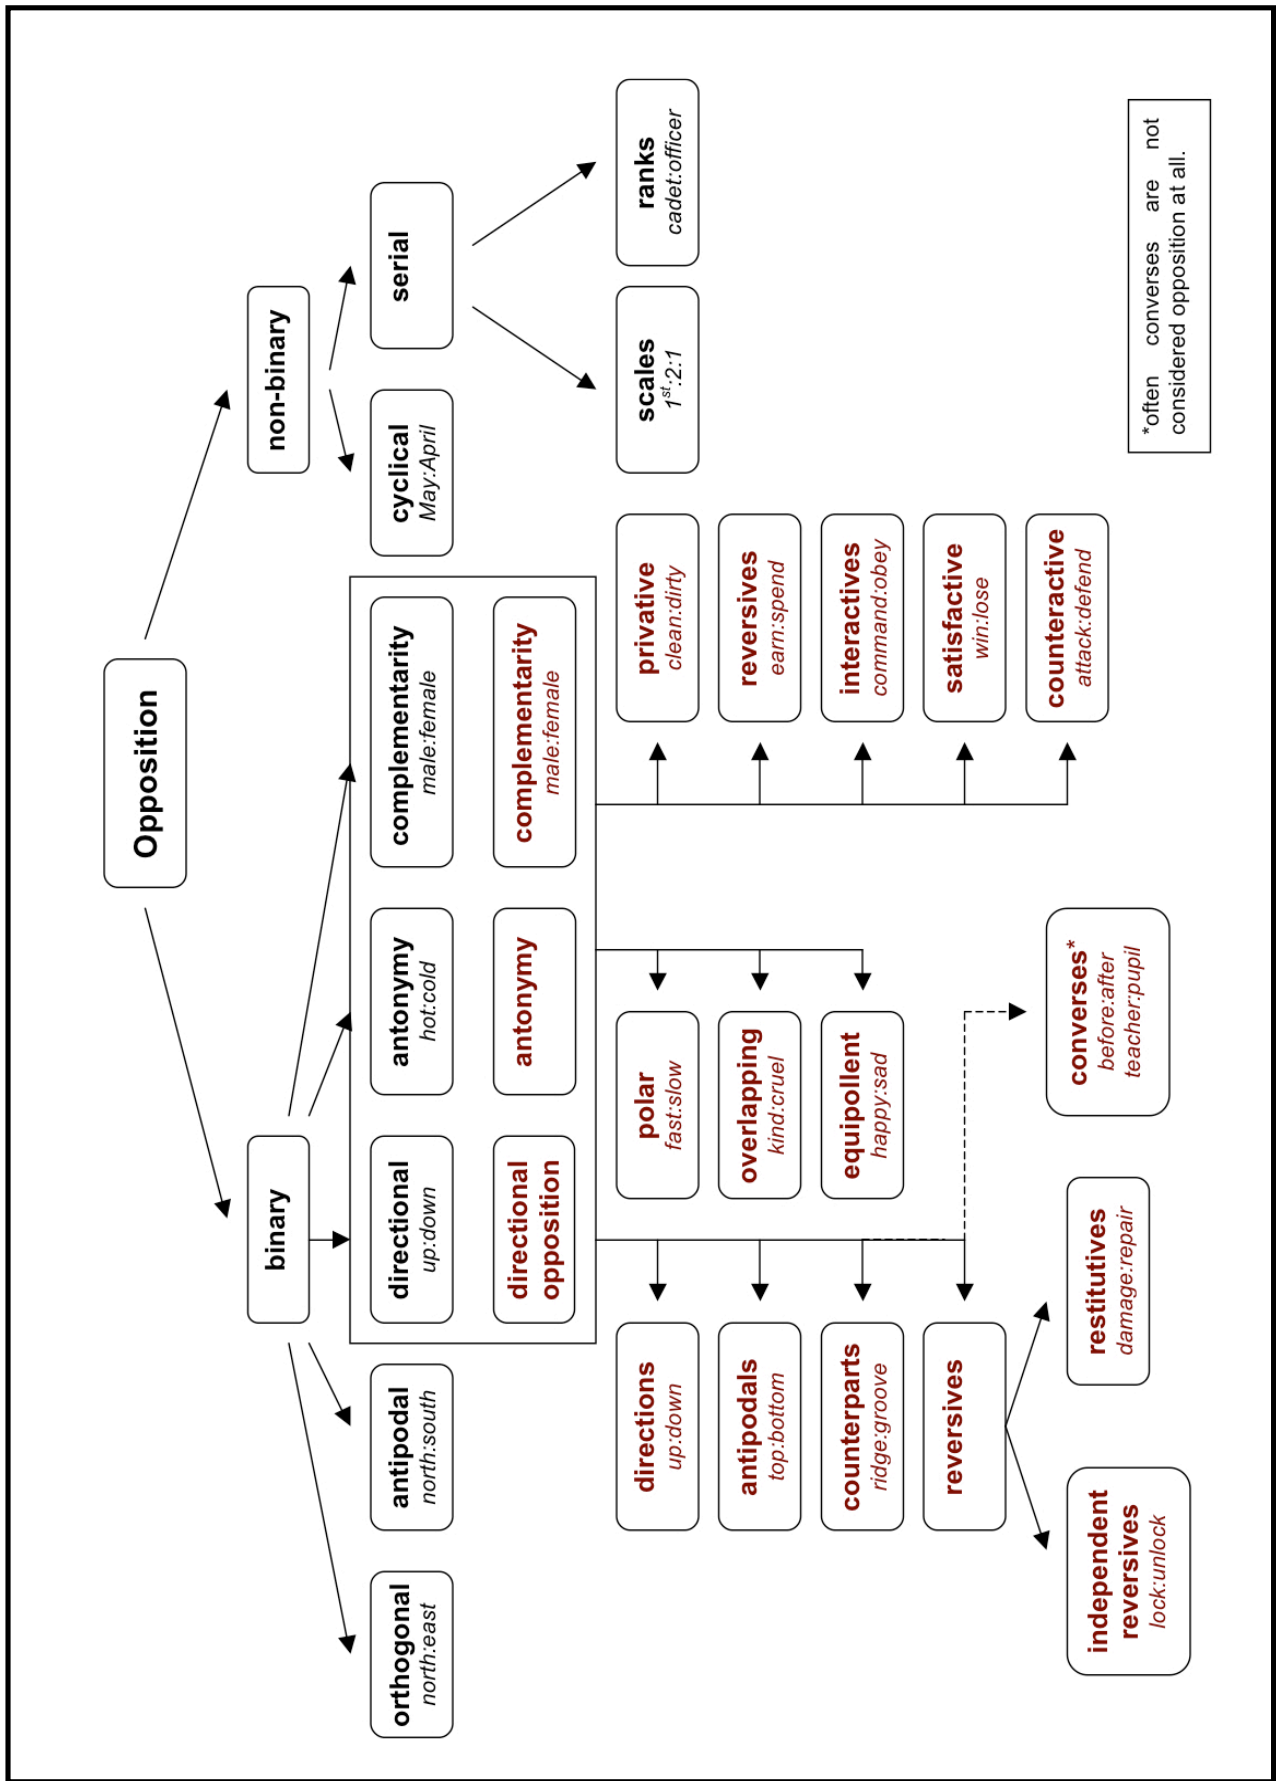 Opposition
binary
non-binary
orthogonal
north:east
antipodal
north:south
directional
up:down
antonymy
hot:cold
complementarity
male:female
cyclical
May:April
serial
directional
opposition
antonymy
complementarity
male:female
directions
up:down
polar
fast:slow
privative
clean:dirty
scales
1st:2:1
ranks
cadet:officer
antipodals
top:bottom
overlapping
kind:cruel
reversives
earn:spend
counterparts
ridge:groove
equipollent
happy:sad
interactives
command:obey
reversives
satisfactive
win:lose
independent
reversives
lock:unlock
restitutives
damage:repair
converses*
before:after
teacher:pupil
counteractive
attack:defend
*often converses are not
considered opposition at all.